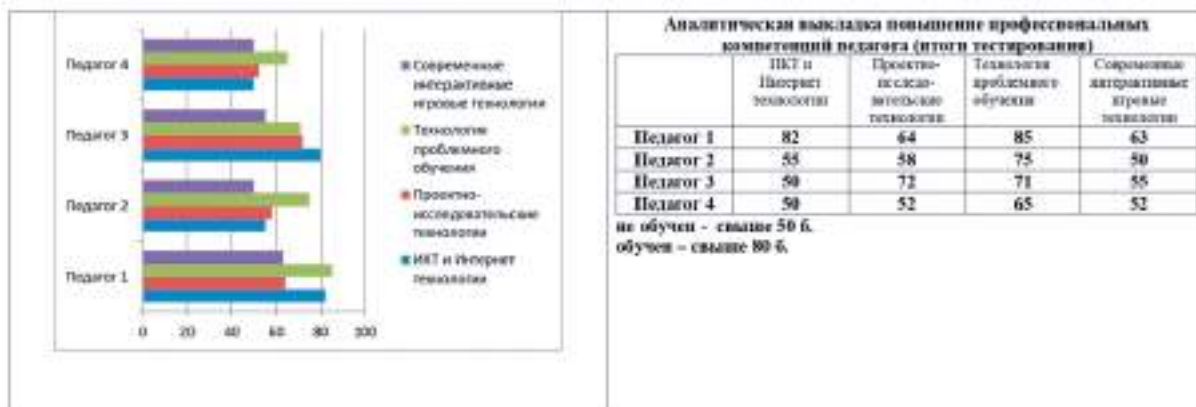 Педагог 4
Педагог 3
Педагог 2
Педагог 1
0 20 40 60 80 100
Современные
интерактивные
игровые технологии
Технология
проблемного
обучения
Проектно-
исследовательские
технологии
ИКТ и Интернет
технологии
Аналитическая выкладка повышение профессиональных
компетенций педагога (итоги тестирования)
ИКТ и
Интернет
технологии
Проектно-
исследо-
вательские
технологии
Технология
проблемного
обучения
Современные
интерактивные
игровые
технологии
Педагог 1 82 64 85 63
Педагог 2 55 58 75 50
Педагог 3 50 72 71 55
Педагог 4 50 52 65 52
не обучен - свыше 50 б.
обучен – свыше 80 б.